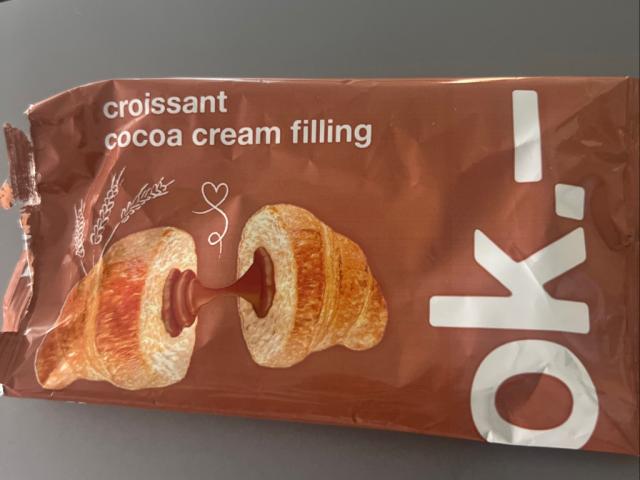 croissant
cocoa cream filling
ok.–